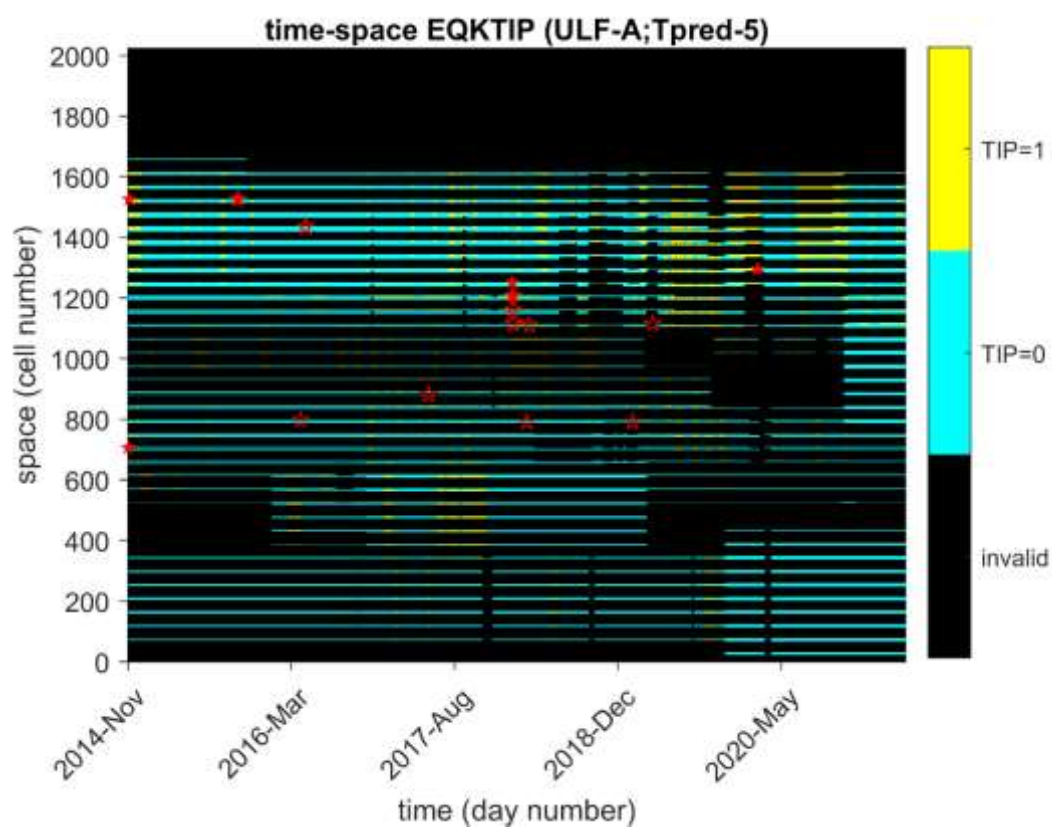 time-space EQKTIP (ULF-A;Tpred-5)
2000
1800
1600
1400
1200
1000
800
600
400
200
0
space (cell number)
2014-Nov
2016-Mar
2017-Aug
2018-Dec
2020-May
time (day number)
TIP=1
TIP=0
invalid